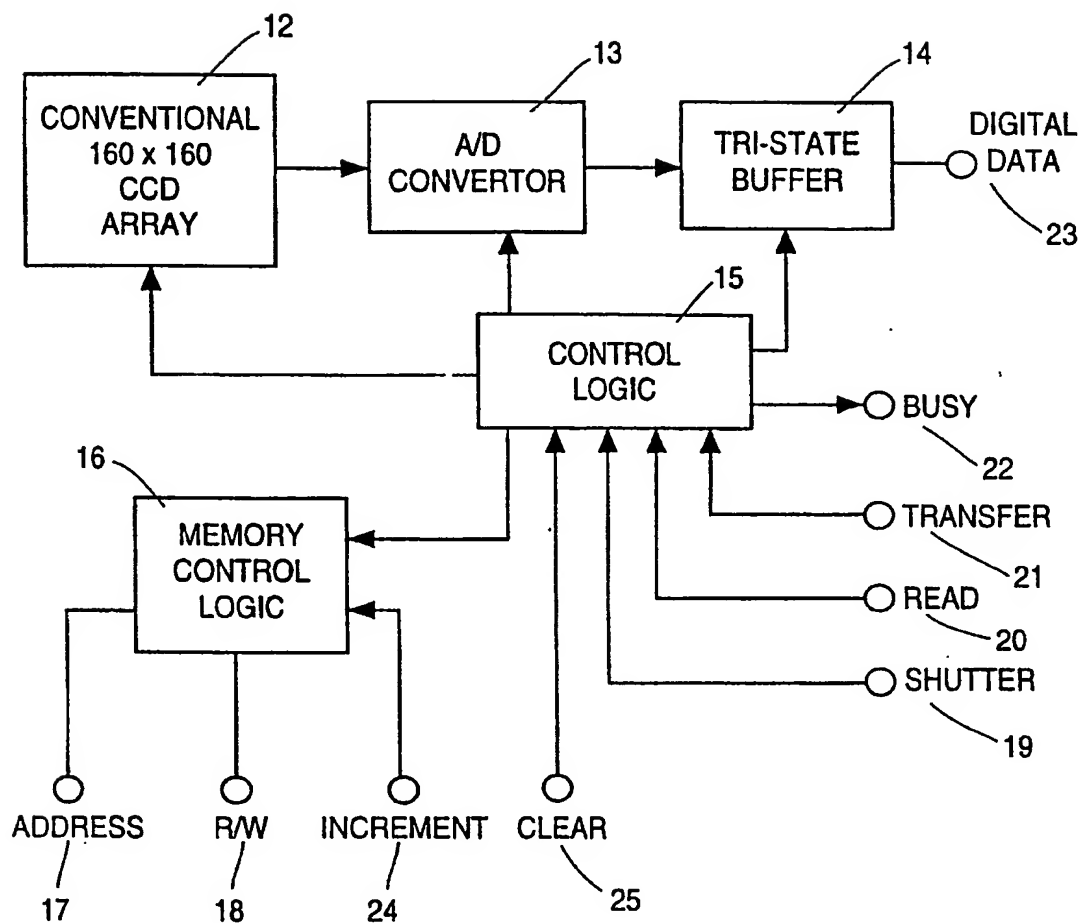 12
13
14
CONVENTIONAL
160 x 160
CCD
ARRAY
A/D
CONVERTOR
TRI-STATE
BUFFER
DIGITAL
DATA
23
15
CONTROL
LOGIC
BUSY
22
16
MEMORY
CONTROL
LOGIC
TRANSFER
21
READ
20
SHUTTER
19
ADDRESS
R/W
INCREMENT
CLEAR
17
18
24
25